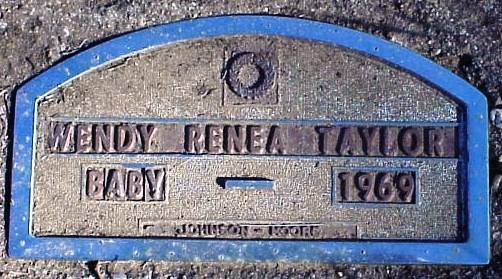 WENDY RENEA TAYLOR
BABY — 1969
JOHNSON - MOORE